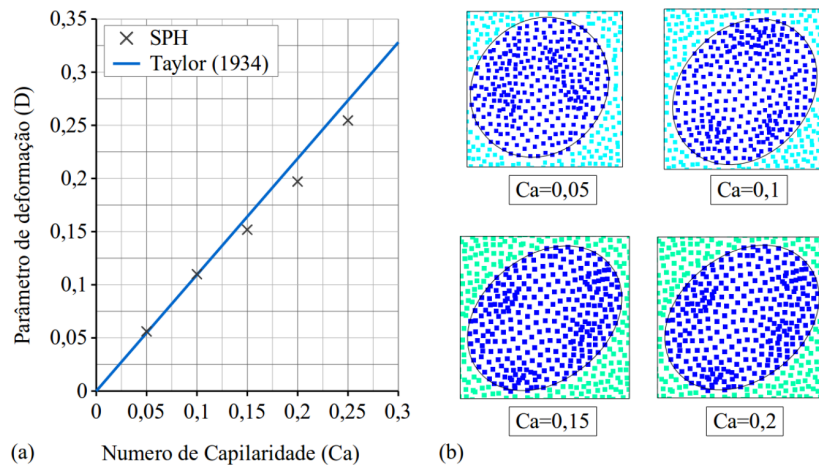 0,35
0,3
0,25
0,2
0,15
0,1
0,05
0
Parâmetro de deformação (D)
SPH
Taylor (1934)
0 0,05 0,1 0,15 0,2 0,25 0,3
(a) Numero de Capilaridade (Ca)
Ca=0,05 Ca=0,1
Ca=0,15 Ca=0,2
(b)